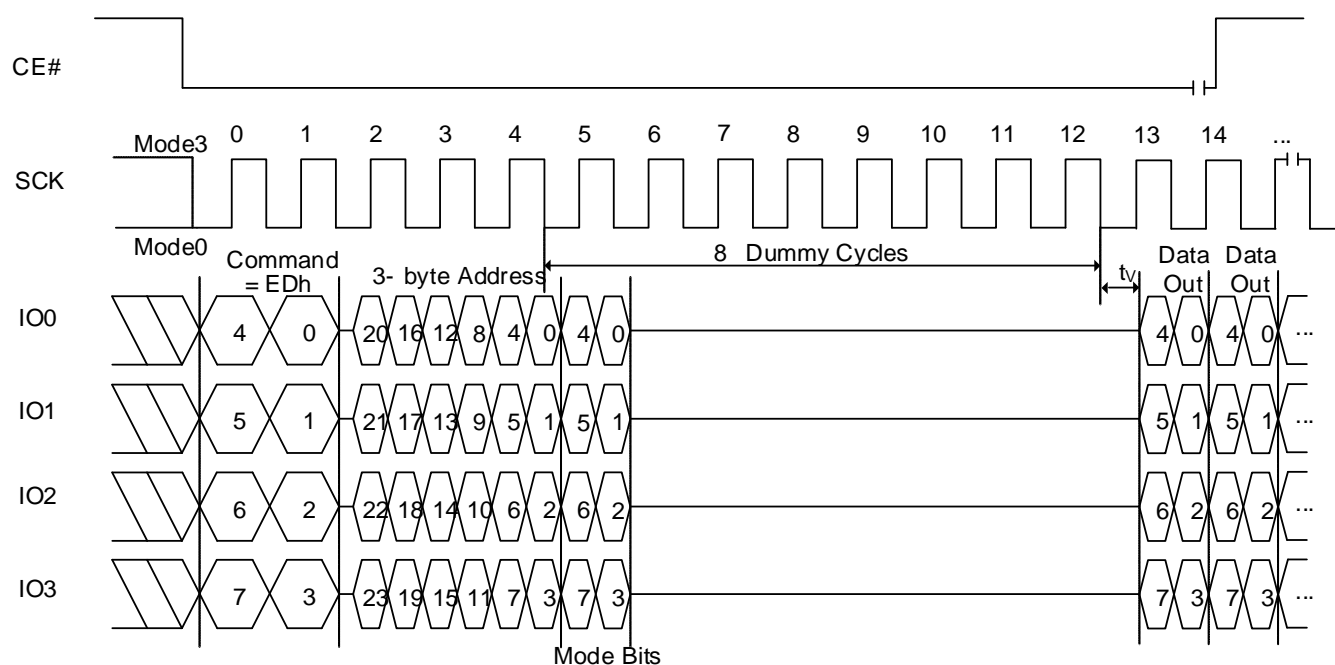 CE#
0 1 2 3 4 5 6 7 8 9 10 11 12 13 14 ...
Mode3
SCK
Mode0
8 Dummy Cycles
Command
= EDh
3- byte Address
tV
Data
Out
Data
Out
IO0 4 0 20 16 12 8 4 0 4 0 4 0 4 0 ...
IO1 5 1 21 17 13 9 5 1 5 1 5 1 5 1 ...
IO2 6 2 22 18 14 10 6 2 6 2 6 2 6 2 ...
IO3 7 3 23 19 15 11 7 3 7 3 7 3 7 3 ...
Mode Bits